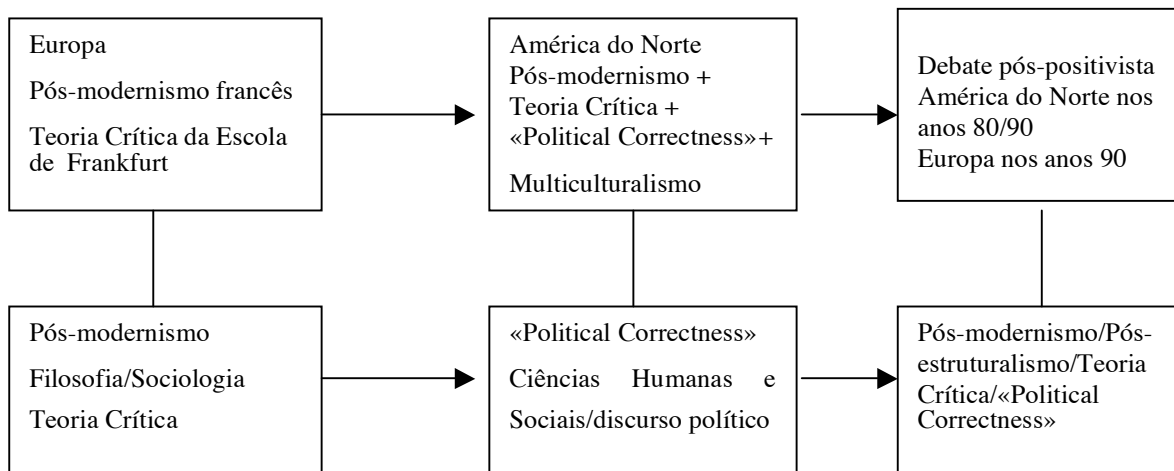 Europa
Pós-modernismo francês
Teoria Crítica da Escola
de Frankfurt
América do Norte
Pós-modernismo +
Teoria Crítica +
«Political Correctness»+
Multiculturalismo
Debate pós-positivista
América do Norte nos
anos 80/90
Europa nos anos 90
Pós-modernismo
Filosofia/Sociologia
Teoria Crítica
«Political Correctness»
Ciências Humanas e
Sociais/discurso político
Pós-modernismo/Pós-
estruturalismo/Teoria
Crítica/«Political
Correctness»